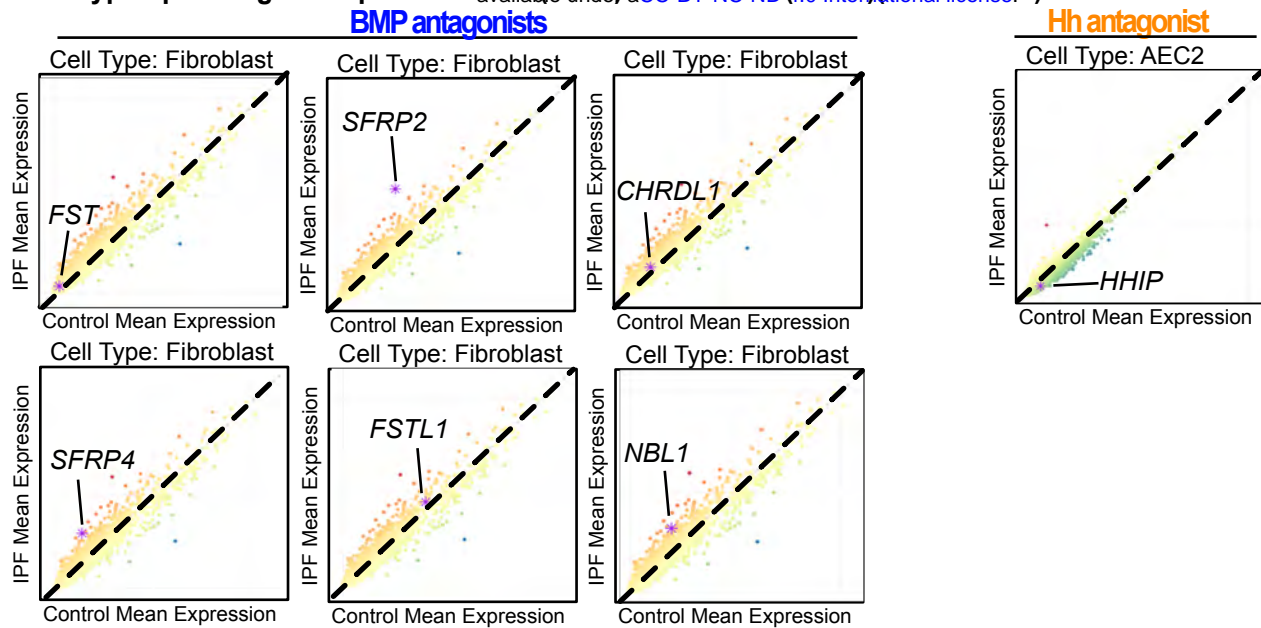 BMP antagonists
Hh antagonist
Cell Type: Fibroblast
Cell Type: Fibroblast
Cell Type: Fibroblast
Cell Type: AEC2
IPF Mean Expression
FST
Control Mean Expression
IPF Mean Expression
SFRP2
Control Mean Expression
IPF Mean Expression
CHRDL1
Control Mean Expression
IPF Mean Expression
HHIP
Control Mean Expression
Cell Type: Fibroblast
Cell Type: Fibroblast
Cell Type: Fibroblast
IPF Mean Expression
SFRP4
Control Mean Expression
IPF Mean Expression
FSTL1
Control Mean Expression
IPF Mean Expression
NBL1
Control Mean Expression